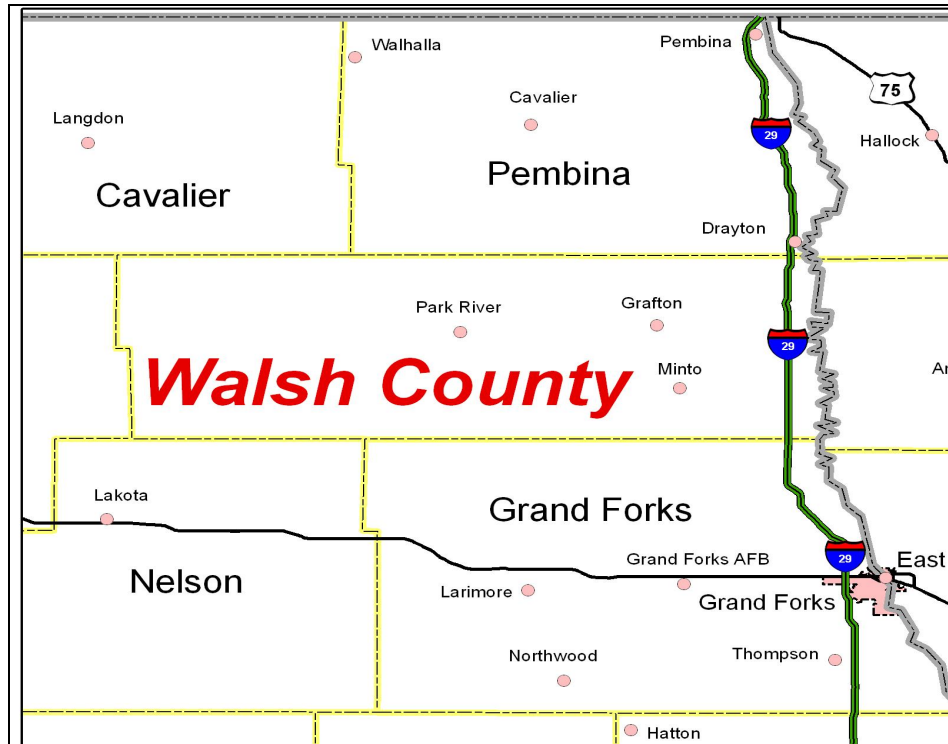 Pembina
Walhalla
75
Cavalier
Langdon
29
Hallock
Pembina
Cavalier
Drayton
Park River
Grafton
29
Walsh County
Minto
Lakota
Grand Forks
29
East
Grand Forks AFB
Nelson
Larimore
Grand Forks
Northwood
Thompson
Hatton